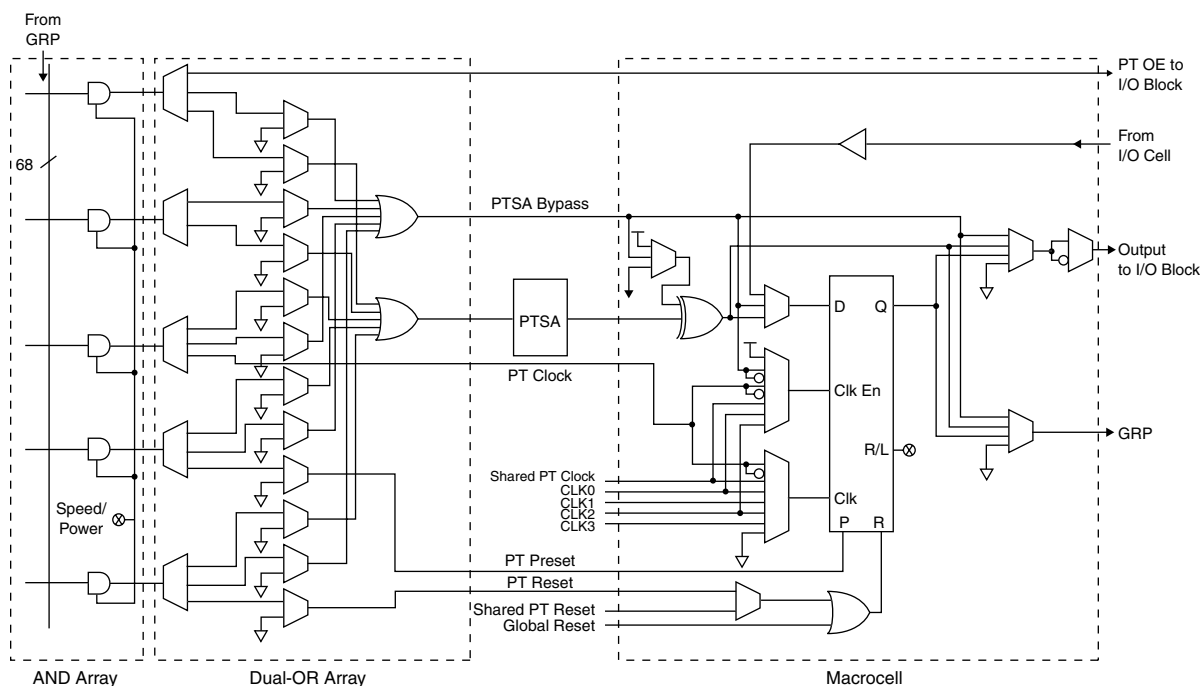 From
GRP
PT OE to
I/O Block
From
I/O Cell
68
PTSA Bypass
Output
to I/O Block
PTSA
D
Q
PT Clock
Clk En
GRP
R/L
Shared PT Clock
CLK0
CLK1
CLK2
CLK3
Clk
Speed/
Power
P
R
PT Preset
PT Reset
Shared PT Reset
Global Reset
AND Array
Dual-OR Array
Macrocell